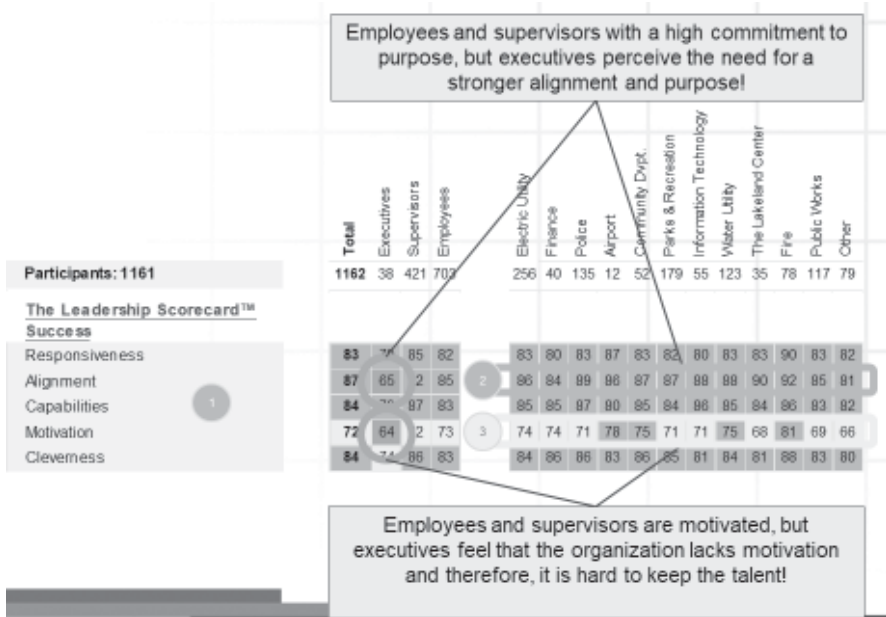 Employees and supervisors with a high commitment to
purpose, but executives perceive the need for a
stronger alignment and purpose!
Total
Executives
Supervisors
Employees
Electric Utility
Finance
Police
Airport
Community Dvpt.
Parks & Recreation
Information Technology
Water Utility
The Lakeland Center
Fire
Public Works
Other
Participants: 1161 1162 38 421 703 256 40 135 12 52 179 55 123 35 78 117 79
The Leadership Scorecard™
Success
Responsiveness 83 85 82 83 80 83 87 83 82 80 83 83 90 83 82
Alignment 87 65 2 85 2 86 84 89 86 87 87 88 88 90 92 85 81
1
Capabilities 84 87 83 85 85 87 80 85 84 86 85 84 86 83 82
Motivation 72 64 2 73 3 74 74 71 78 75 71 71 75 68 81 69 66
Cleverness 84 74 86 83 84 86 86 83 86 85 81 84 81 88 83 80
Employees and supervisors are motivated, but
executives feel that the organization lacks motivation
and therefore, it is hard to keep the talent!